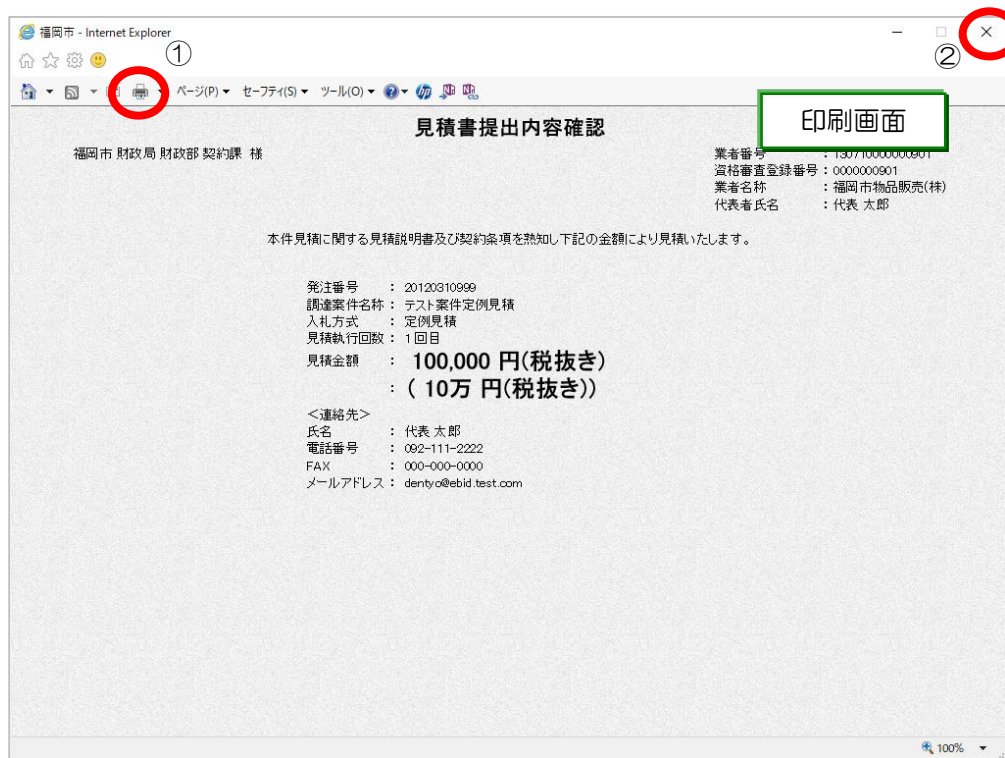 福岡市 - Internet Explorer
①
②
ページ(P) セーフティ(S) ツール(O)
印刷画面
見積書提出内容確認
福岡市 財政局 財政部 契約課 様
業者番号
資格審査登録番号：0000000901
業者名称 ：福岡市物品販売(株)
代表者氏名 ：代表 太郎
本件見積に関する見積説明書及び契約条項を熟知し下記の金額により見積いたします。
発注番号 ：20120310999
調達案件名称：テスト案件定例見積
入札方式 ：定例見積
見積執行回数：1回目
見積金額 ：100,000 円(税抜き)
：( 10万 円(税抜き))
＜連絡先＞
氏名 ：代表 太郎
電話番号 ：092-111-2222
FAX ：000-000-0000
メールアドレス：dentyo@ebid.test.com
100%